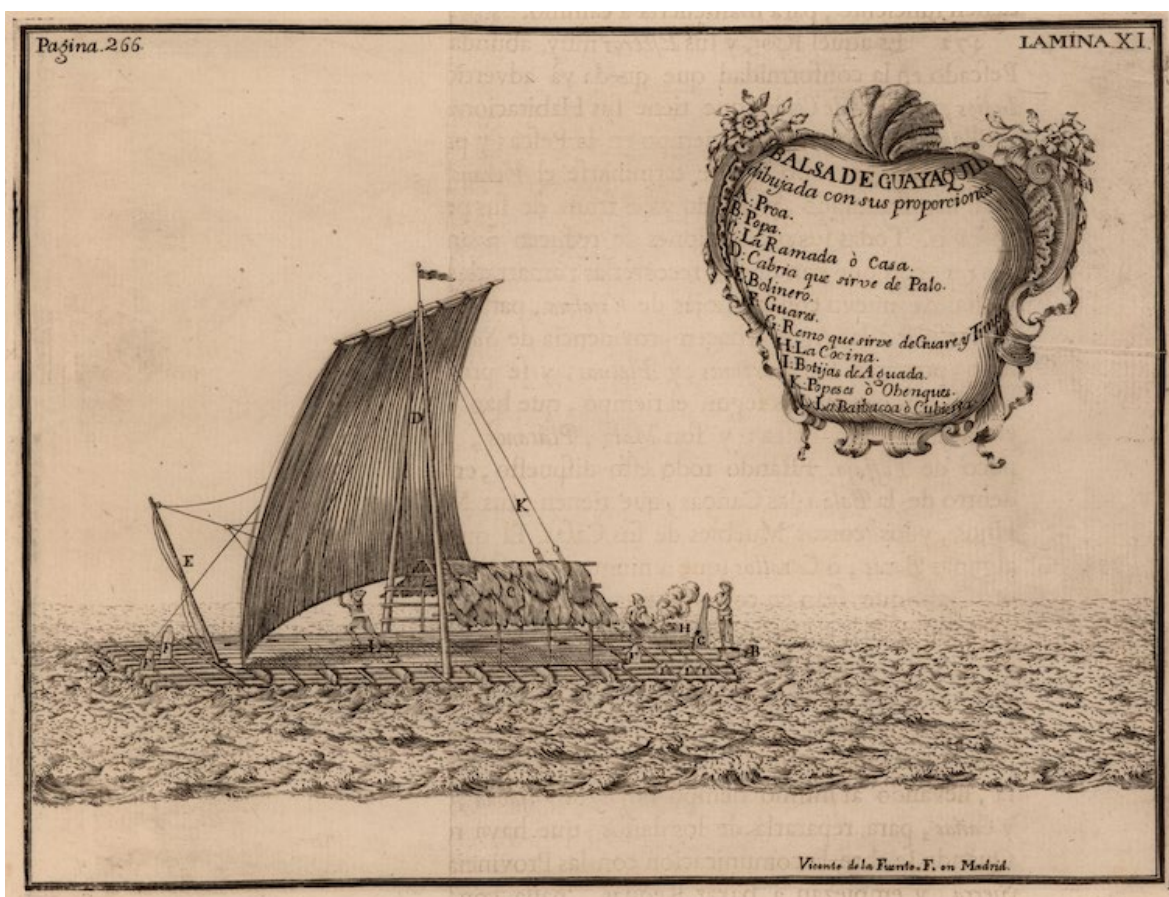 Pagina.266.
LAMINA XI.
BALSA DE GUAYAQUIL
dibujada con sus proporciones.
A: Proa.
B: Popa.
C: La Ramada ò Casa.
D: Cabria que sirve de Palo.
E: Bolinero.
F: Guares.
G: Remo que sirve de Guare, y Timon
H: La Cocina.
I: Botijas de Aguada.
K: Popeses ò Obenques.
L: La Barbacoa ò Cubierta.
D
K
E
C
H
G
F
F
I
F
B
Vicente de la Fuente. F. en Madrid.